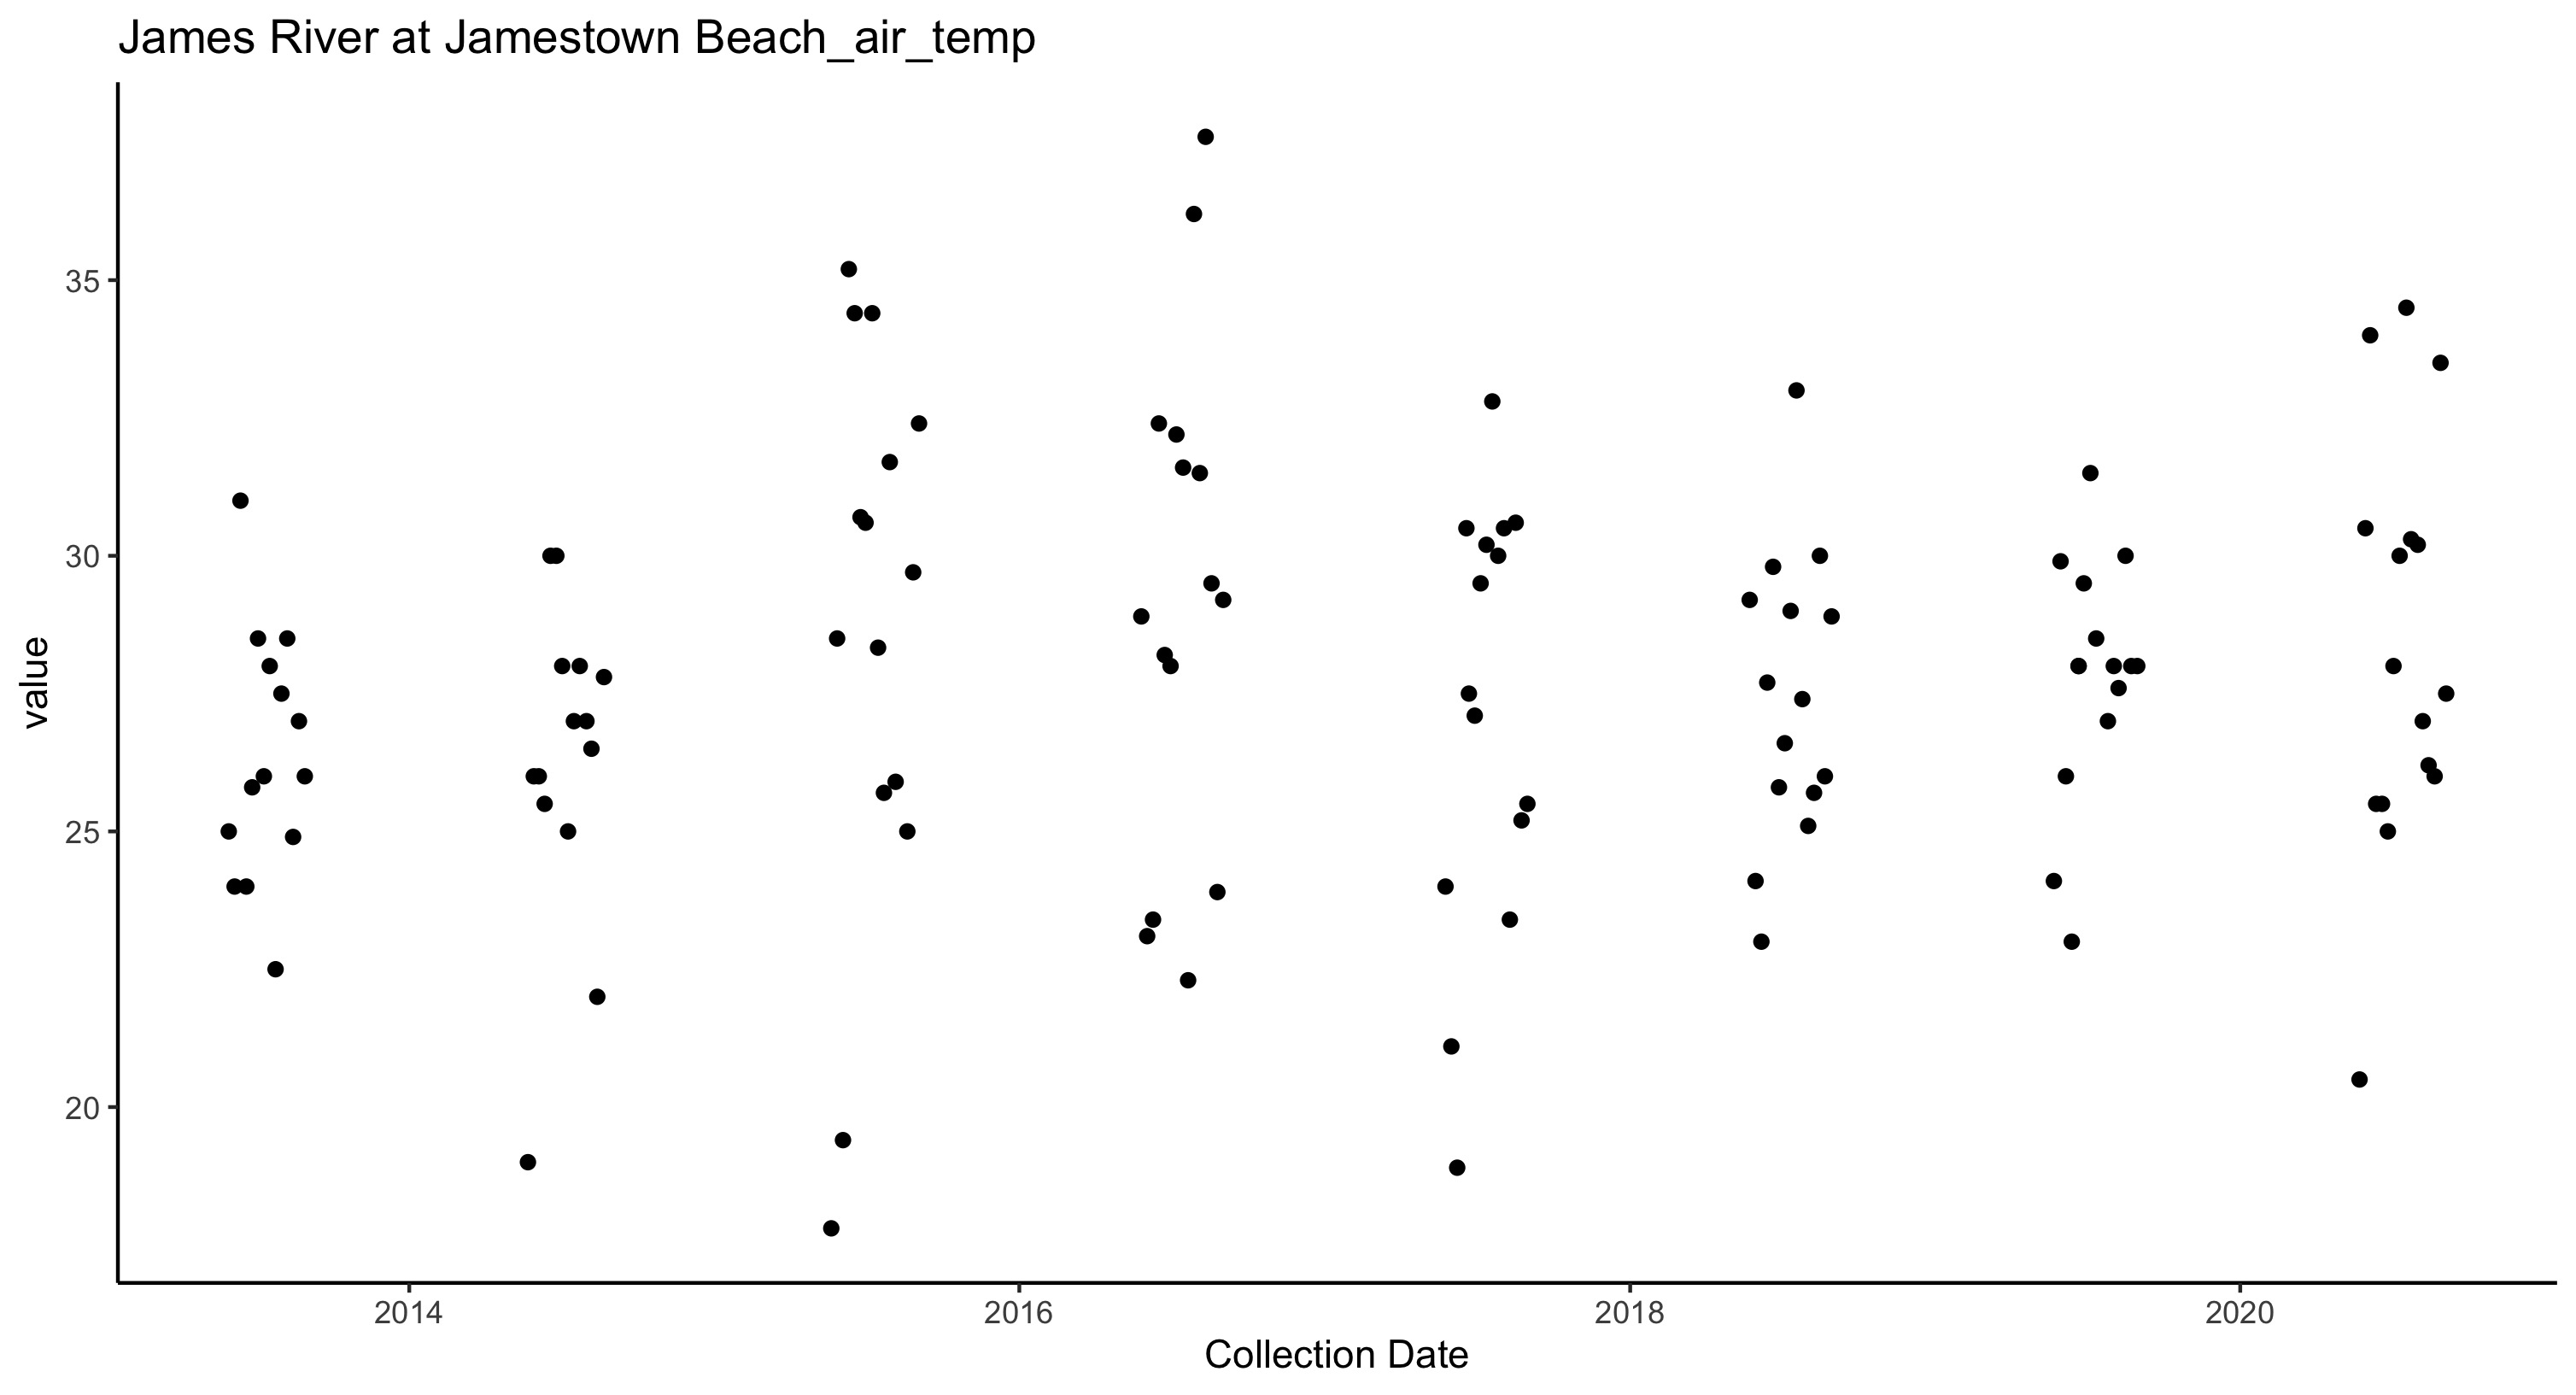 James River at Jamestown Beach_air_temp
35
30
25
20
value
2014 2016 2018 2020
Collection Date